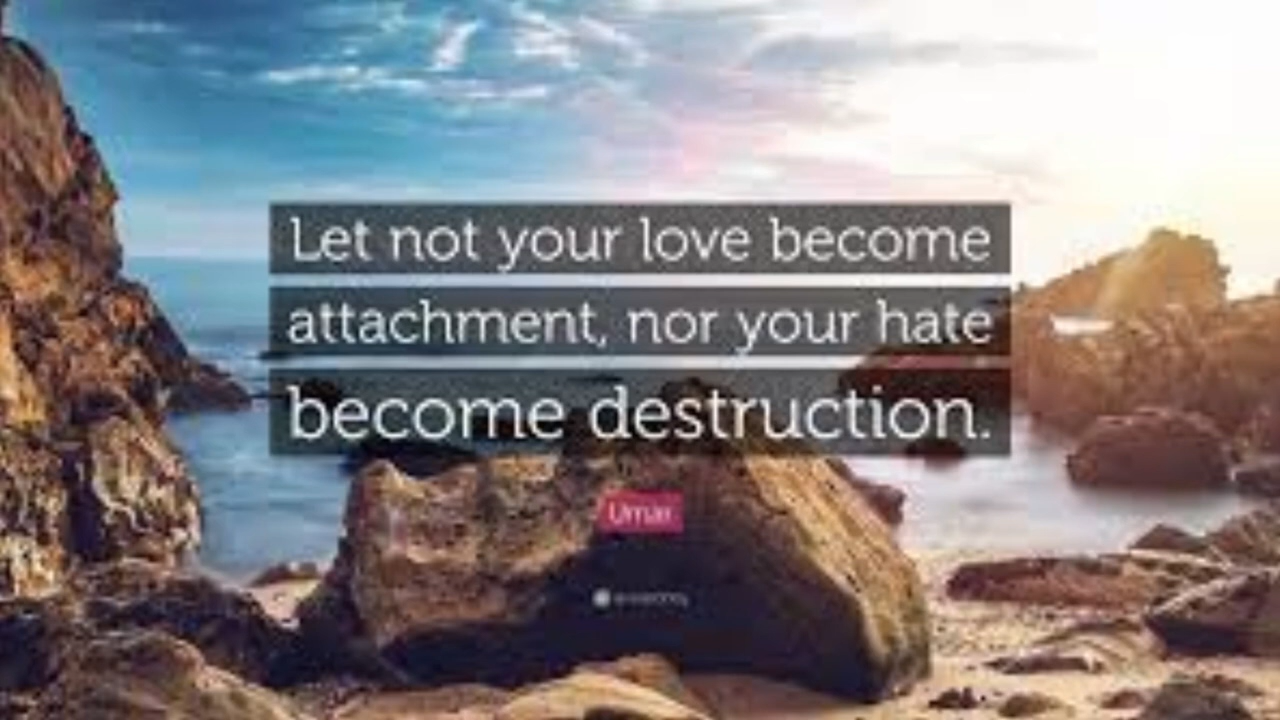 Let not your love become
attachment, nor your hate
become destruction.
Umar